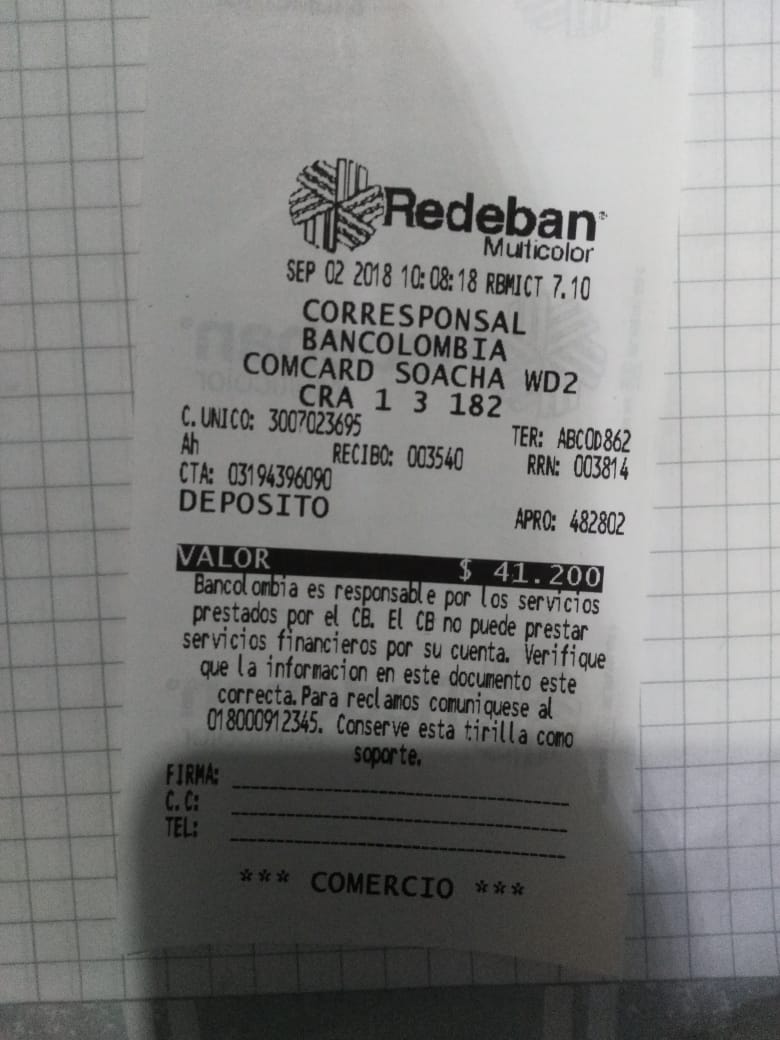 Redeban
Multicolor
SEP 02 2018 10:08:18 RBMICT 7.10
CORRESPONSAL
BANCOLOMBIA
COMCARD SOACHA WD2
CRA 1 3 182
C.UNICO: 3007023695 TER: ABCOD862
Ah RECIBO: 003540 RRN: 003814
CTA: 03194396090
DEPOSITO APRO: 482802
VALOR $ 41.200
Bancolombia es responsable por los servicios
prestados por el CB. El CB no puede prestar
servicios financieros por su cuenta. Verifique
que la informacion en este documento este
correcta.Para reclamos comuniquese al
018000912345. Conserve esta tirilla como
soporte.
FIRMA:
C.C:
TEL:
*** COMERCIO ***